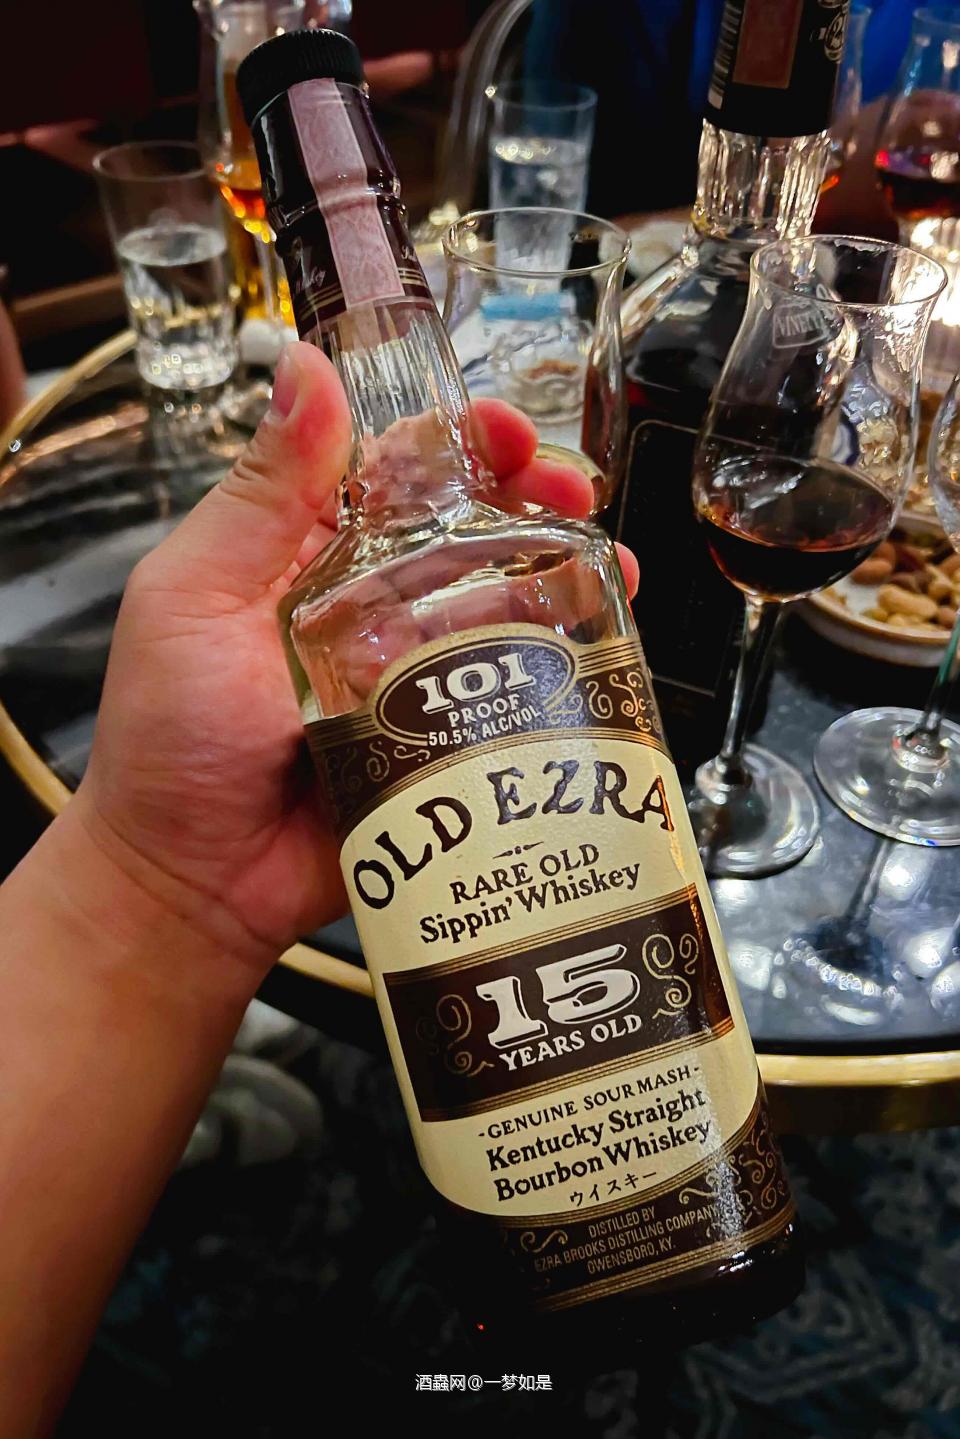 Whiskey
101
PROOF
50.5% ALC/VOL
OLD EZRA
RARE OLD
Sippin' Whiskey
15
YEARS OLD
-GENUINE SOUR MASH-
Kentucky Straight
Bourbon Whiskey
ウイスキー
DISTILLED BY
EZRA BROOKS DISTILLING COMPANY
OWENSBORO, KY.
酒蟲网@一梦如是